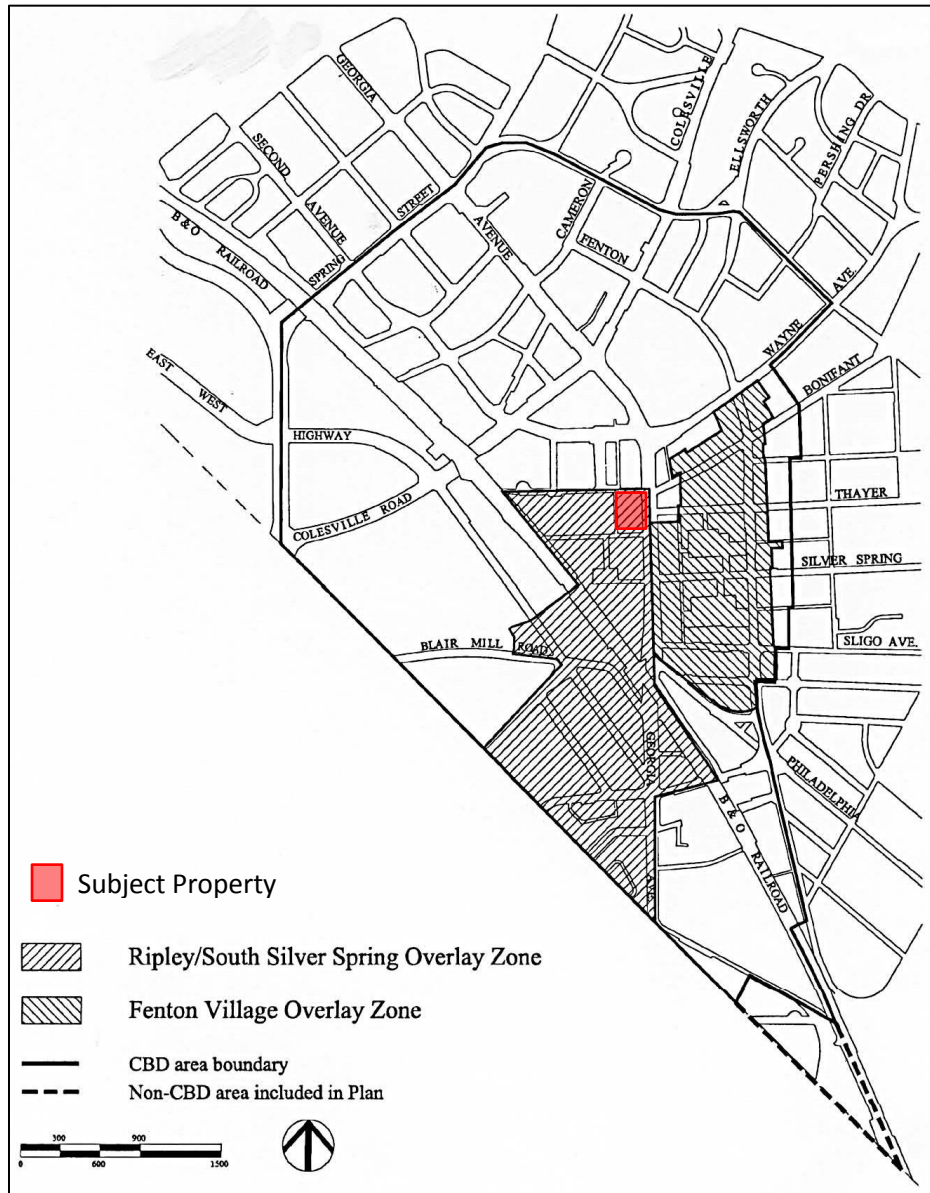 GEORGIA
SECOND
AVENUE
B & O
RAILROAD
SPRING
STREET
AVENUE
CAMERON
FENTON
COLESVILLE
ELLSWORTH
PERSHING DR.
WAYNE
AVE.
BONIFANT
EAST
WEST
HIGHWAY
COLESVILLE ROAD
THAYER
SILVER SPRING
SLIGO AVE.
BLAIR MILL
ROAD
GEORGIA
AVE.
PHILADELPHIA
B & O
RAILROAD
Subject Property
Ripley/South Silver Spring Overlay Zone
Fenton Village Overlay Zone
CBD area boundary
Non-CBD area included in Plan
300 900
0 600 1500